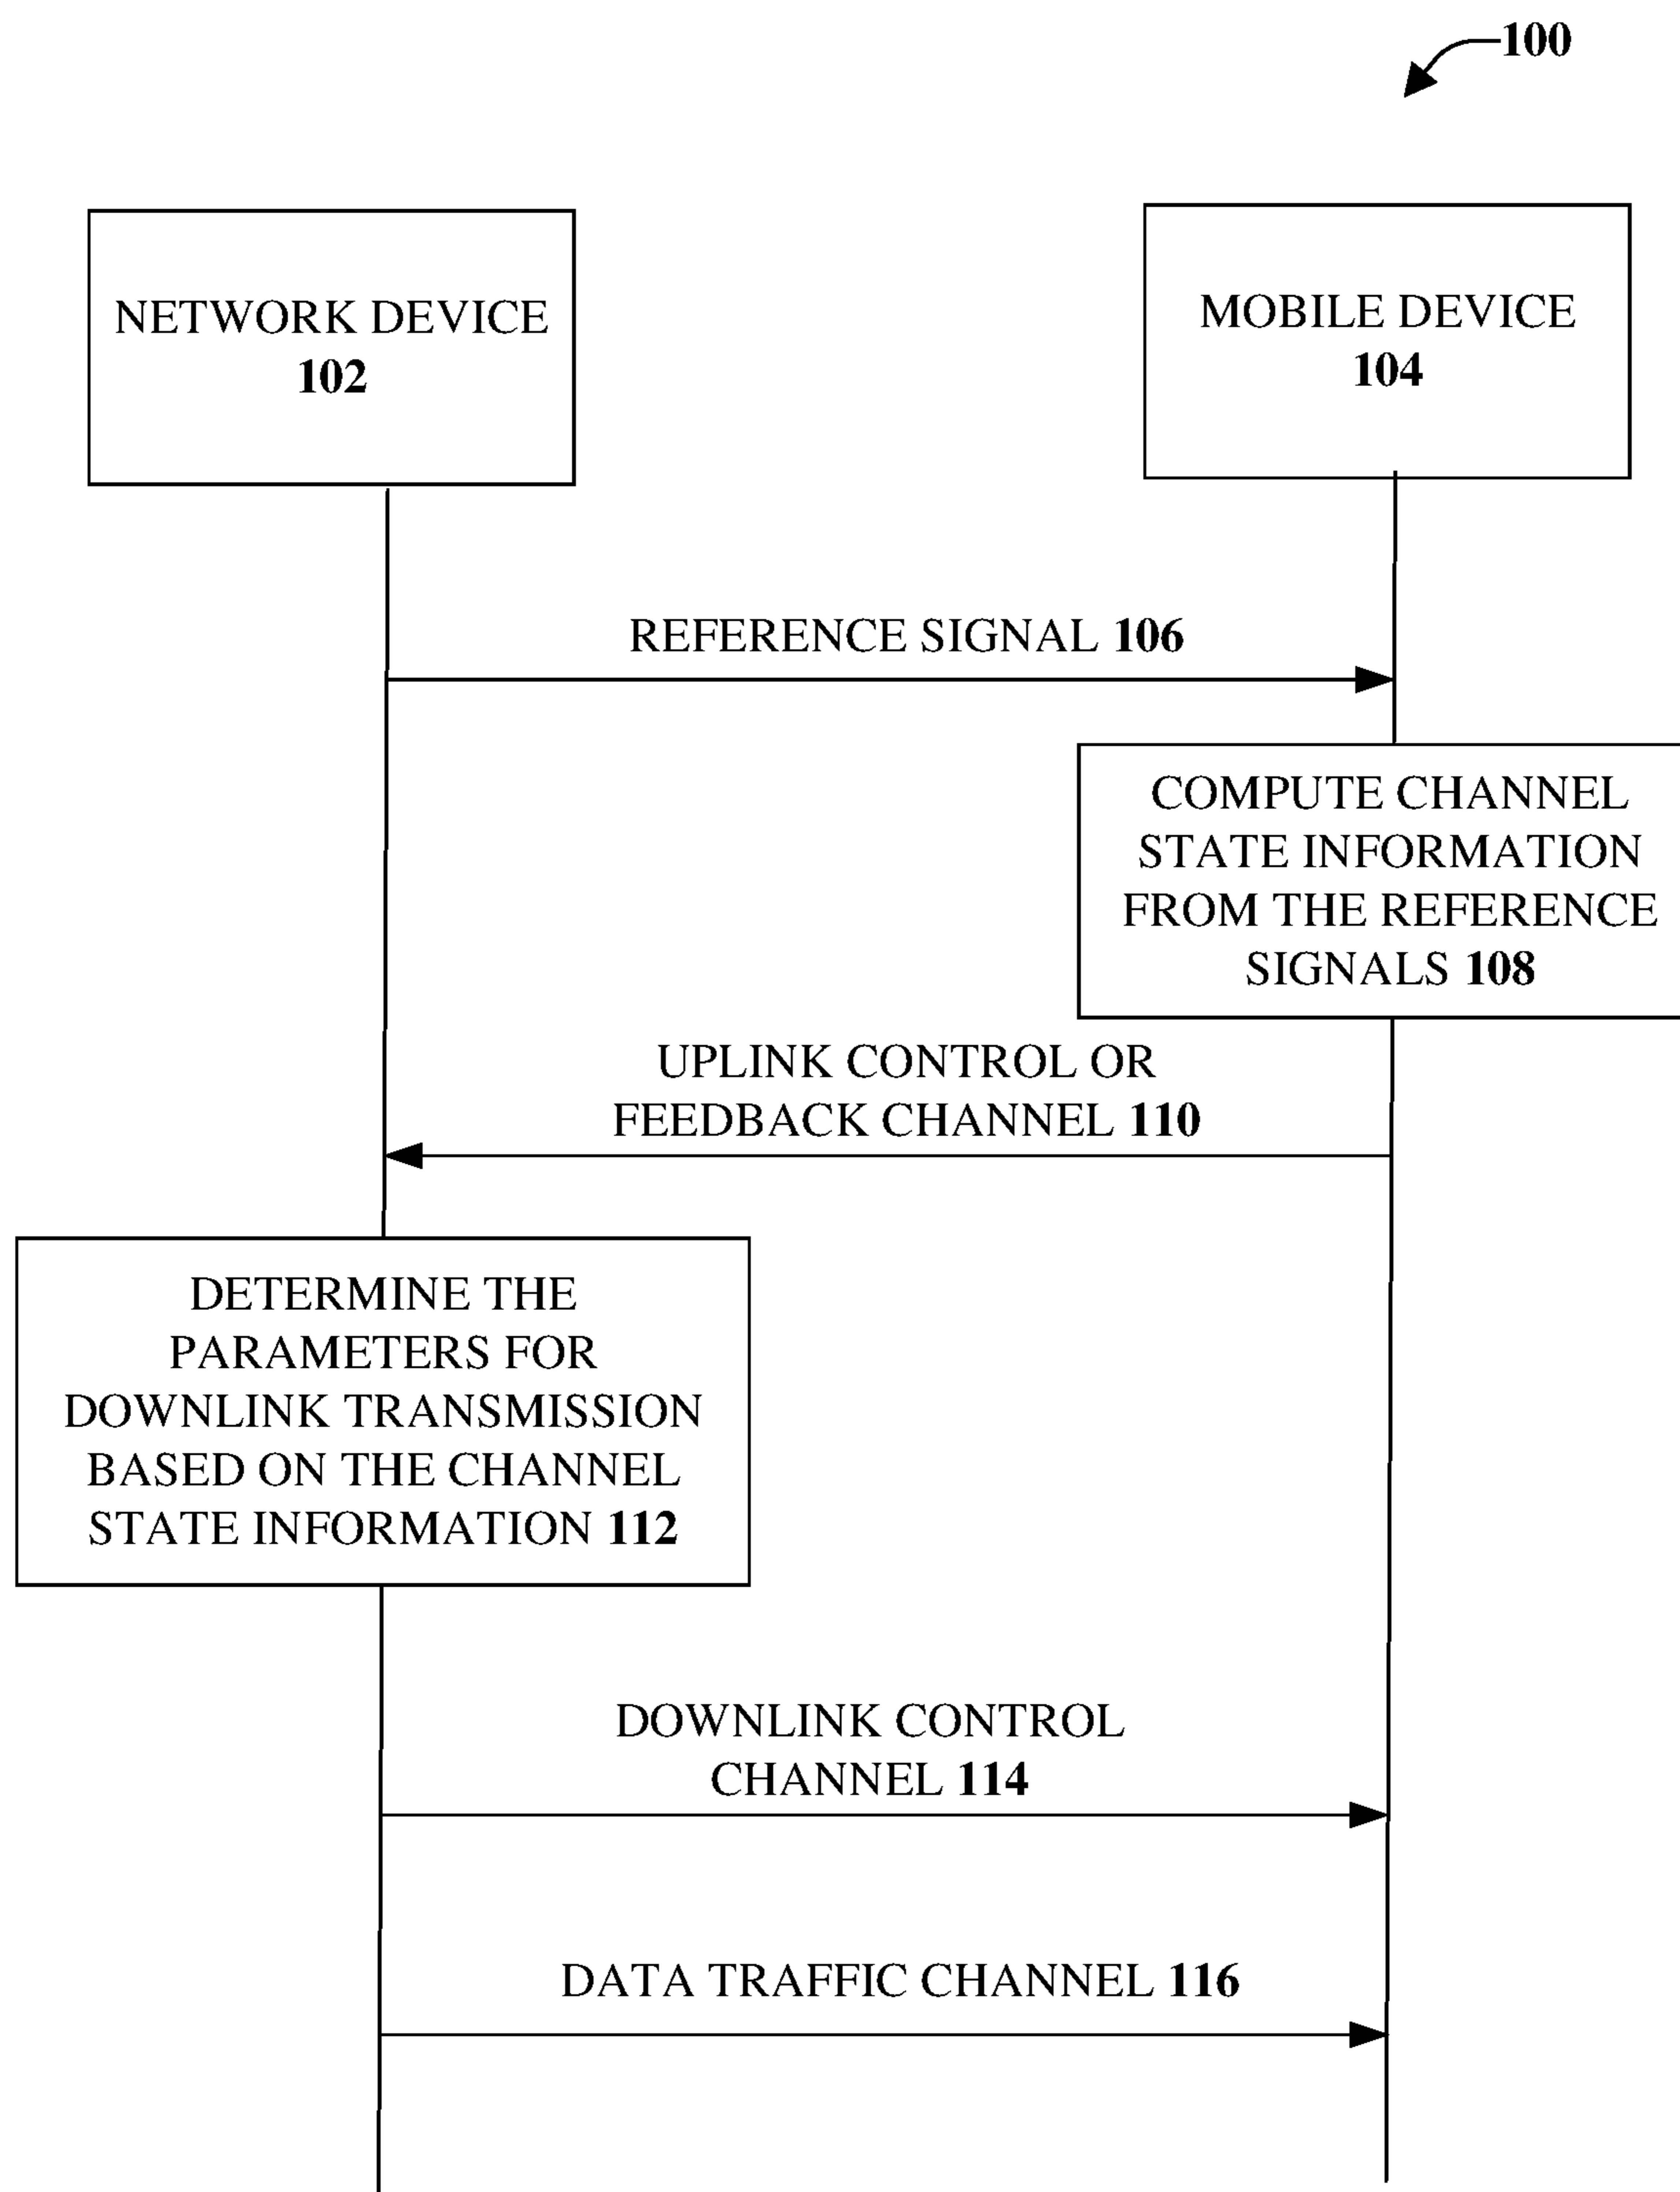 100
NETWORK DEVICE
102
MOBILE DEVICE
104
REFERENCE SIGNAL 106
COMPUTE CHANNEL
STATE INFORMATION
FROM THE REFERENCE
SIGNALS 108
UPLINK CONTROL OR
FEEDBACK CHANNEL 110
DETERMINE THE
PARAMETERS FOR
DOWNLINK TRANSMISSION
BASED ON THE CHANNEL
STATE INFORMATION 112
DOWNLINK CONTROL
CHANNEL 114
DATA TRAFFIC CHANNEL 116